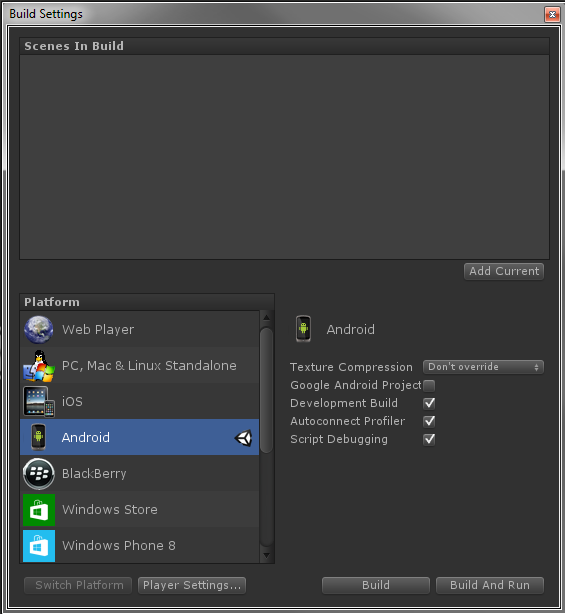 Build Settings
Scenes In Build
Add Current
Platform
Web Player
PC, Mac & Linux Standalone
iOS
Android
BlackBerry
Windows Store
Windows Phone 8
Android
Texture Compression Don't override
Google Android Project
Development Build
Autoconnect Profiler
Script Debugging
Switch Platform Player Settings... Build Build And Run